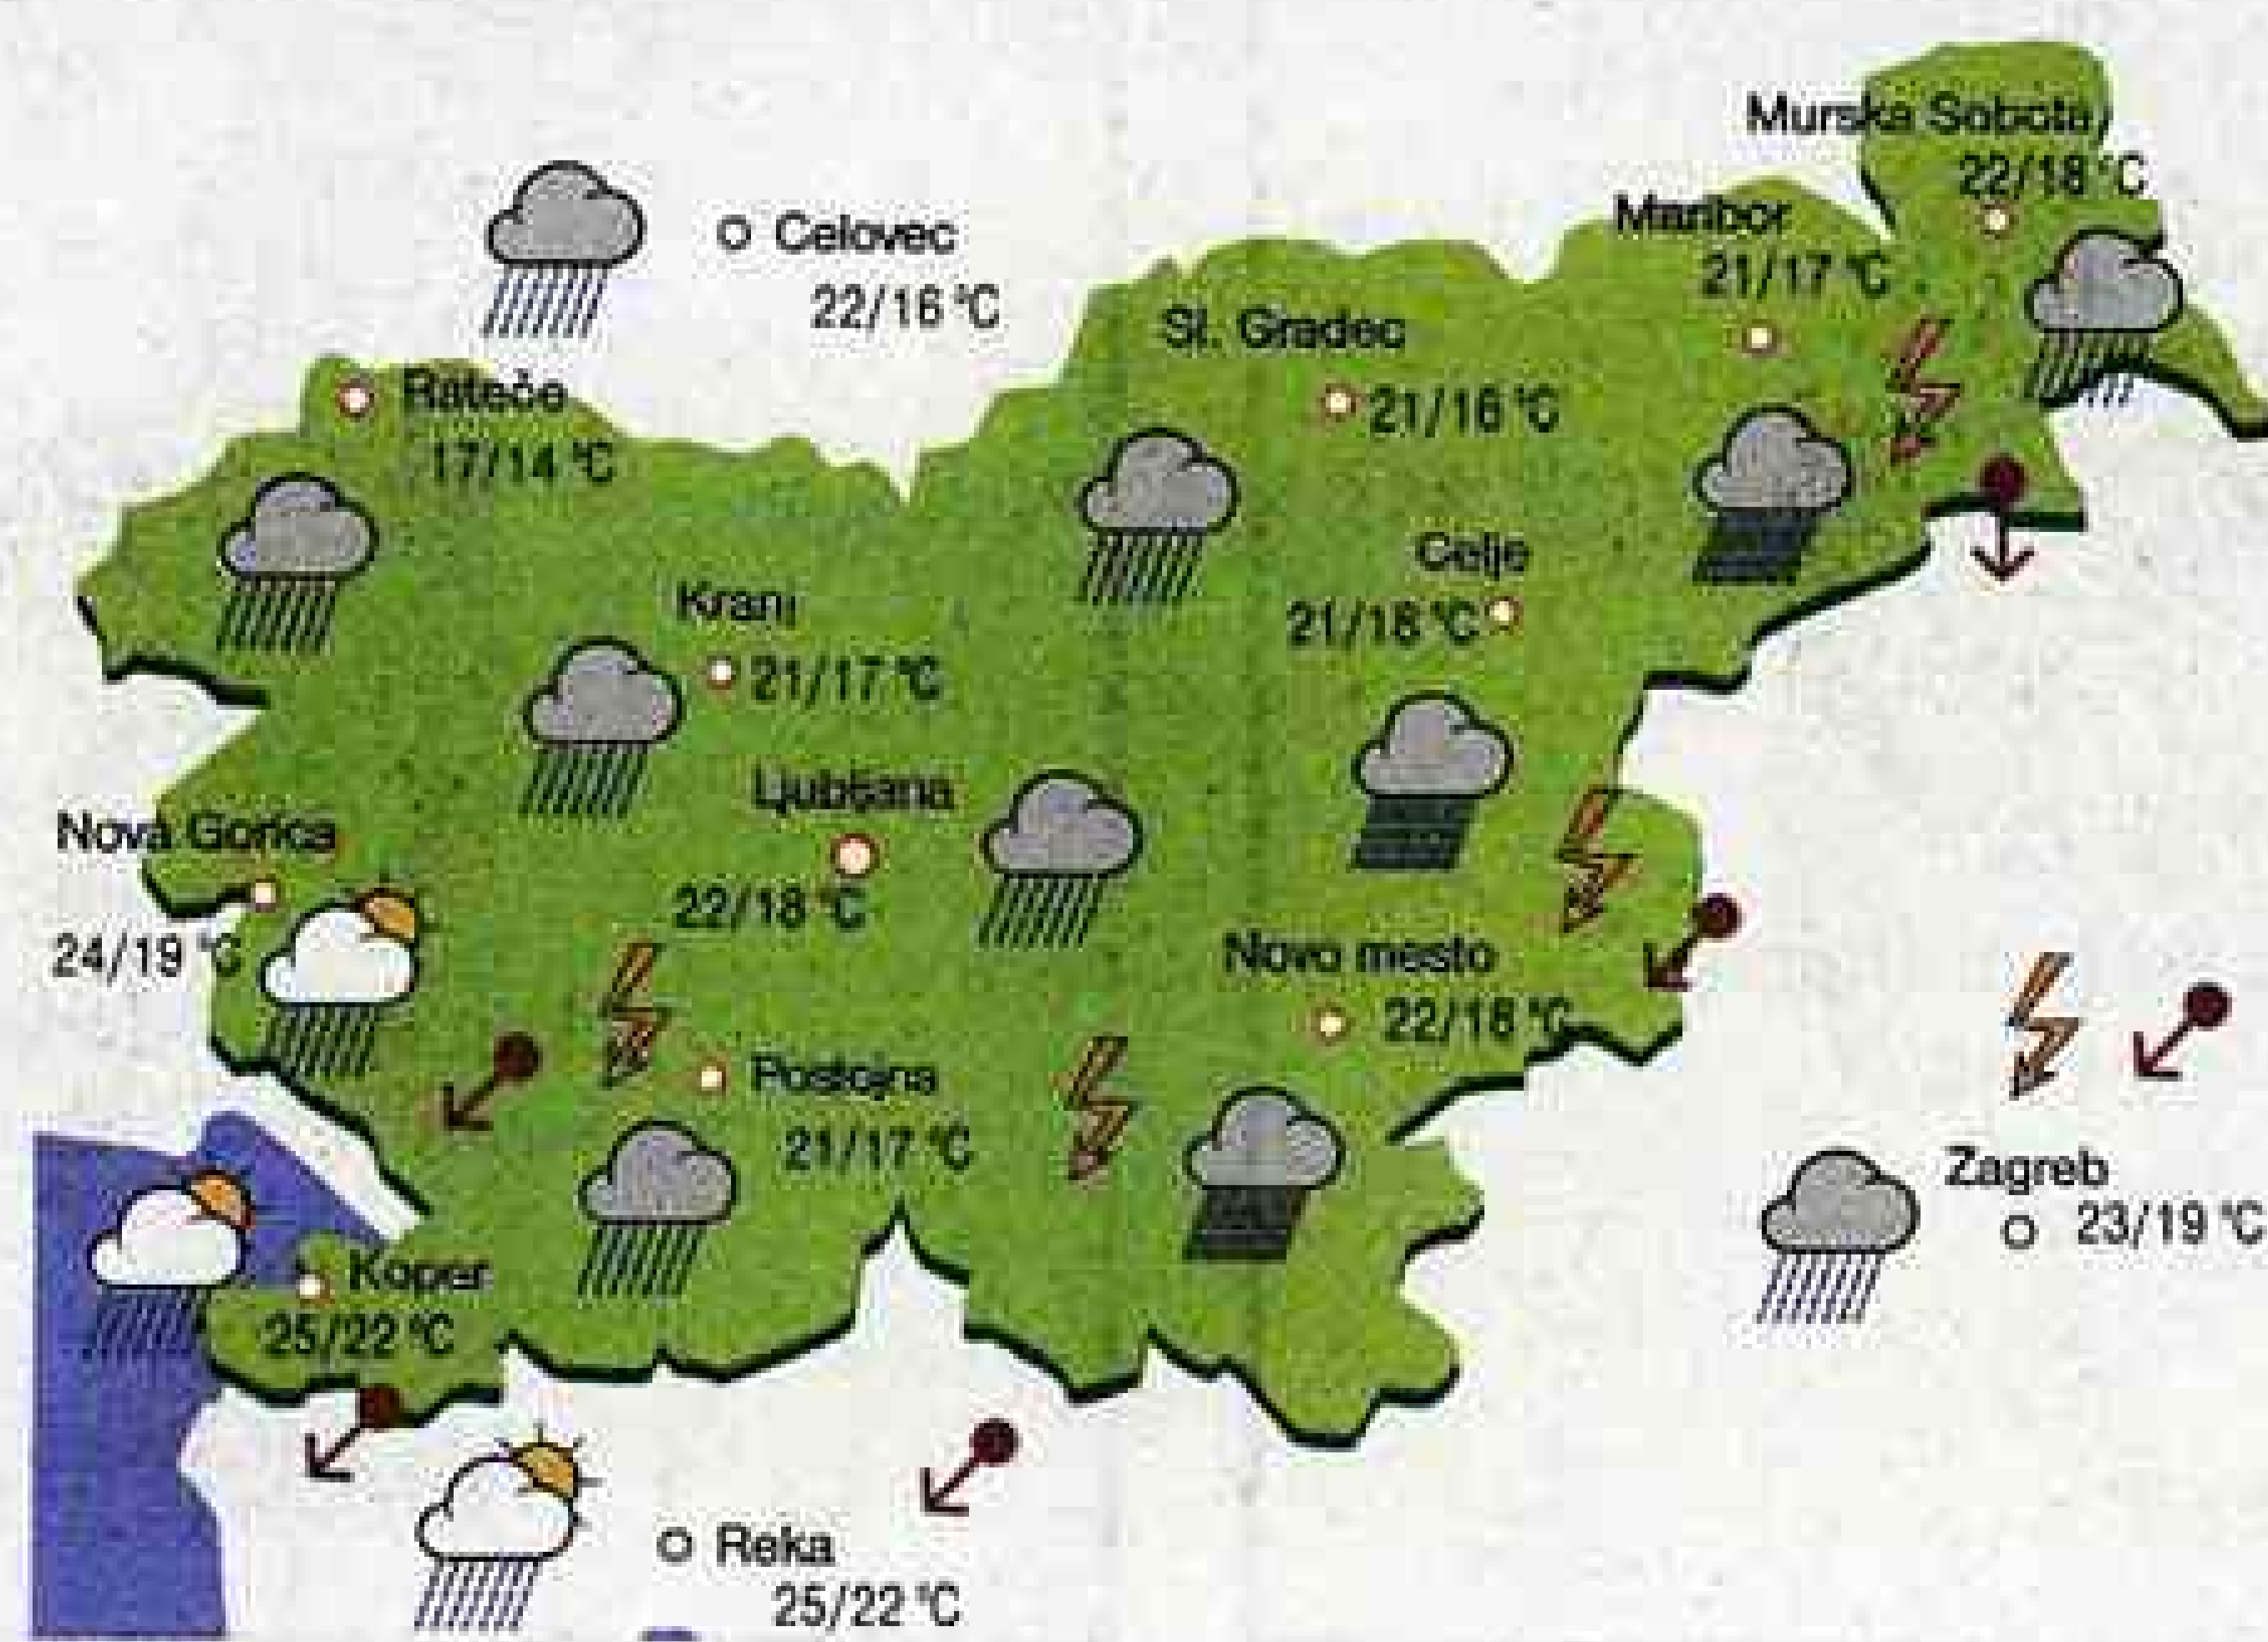 Murska Sobota
22/18 °C
Maribor
21/17 °C
Celovec
22/16 °C
Sl. Gradec
21/16 °C
Rateče
17/14 °C
Celje
21/18 °C
Kranj
21/17 °C
Ljubljana
22/18 °C
Nova Gorica
24/19 °C
Novo mesto
22/18 °C
Postojna
21/17 °C
Zagreb
23/19 °C
Koper
25/22 °C
Reka
25/22 °C